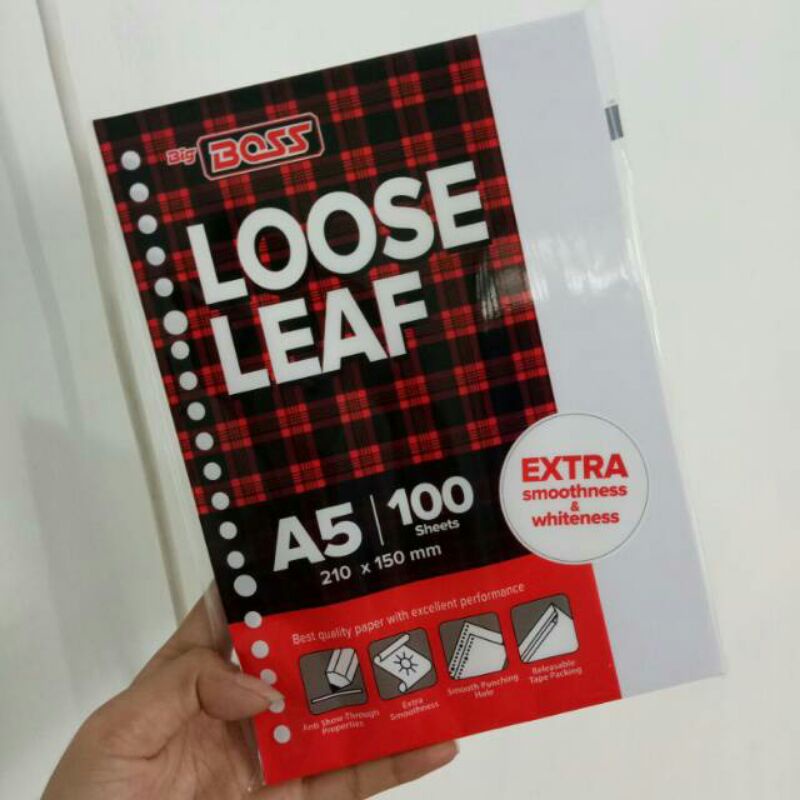 Big BOSS
LOOSE
LEAF
A5 | 100
Sheets
210 x 150 mm
EXTRA
smoothness
&
whiteness
Best quality paper with excellent performance
Anti Show-Through
Properties
Extra
Smoothness
Smooth Punching
Hole
Releasable
Tape Packing